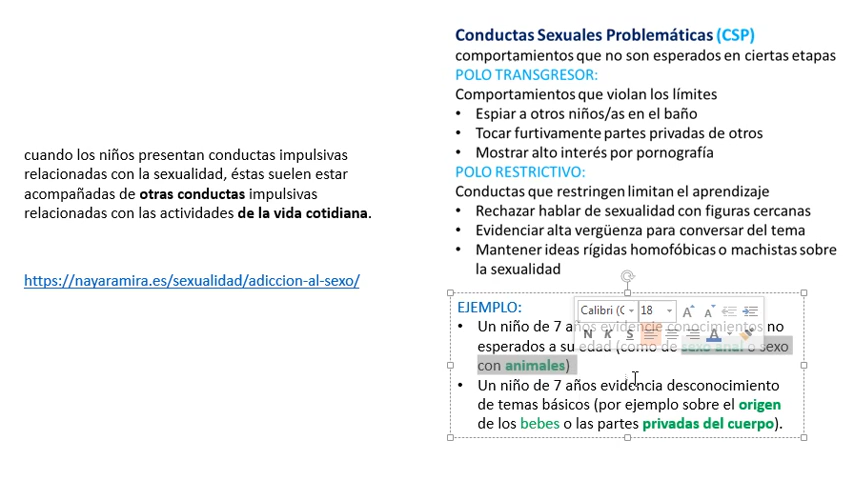 cuando los niños presentan conductas impulsivas
relacionadas con la sexualidad, éstas suelen estar
acompañadas de otras conductas impulsivas
relacionadas con las actividades de la vida cotidiana.
https://nayaramira.es/sexualidad/adiccion-al-sexo/
Conductas Sexuales Problemáticas (CSP)
comportamientos que no son esperados en ciertas etapas
POLO TRANSGRESOR:
Comportamientos que violan los límites
• Espiar a otros niños/as en el baño
• Tocar furtivamente partes privadas de otros
• Mostrar alto interés por pornografía
POLO RESTRICTIVO:
Conductas que restringen limitan el aprendizaje
• Rechazar hablar de sexualidad con figuras cercanas
• Evidenciar alta vergüenza para conversar del tema
• Mantener ideas rígidas homofóbicas o machistas sobre
la sexualidad
EJEMPLO:
Calibri (C 18
• Un niño de 7 años evidencie conocimientos no
N K S A
esperados a su edad (como de sexo anal o sexo
con animales)
• Un niño de 7 años evidencia desconocimiento
de temas básicos (por ejemplo sobre el origen
de los bebes o las partes privadas del cuerpo).